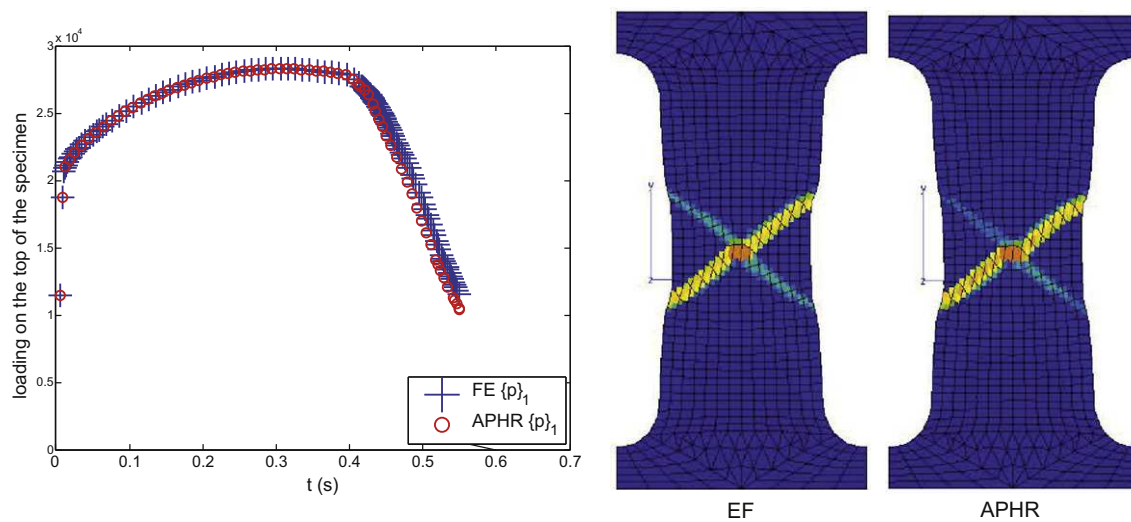 x 10⁴
3
2.5
2
1.5
1
0.5
0
loading on the top of the specimen
FE {p}₁
APHR {p}₁
0 0.1 0.2 0.3 0.4 0.5 0.6 0.7
t (s)
y
z
EF
y
z
APHR